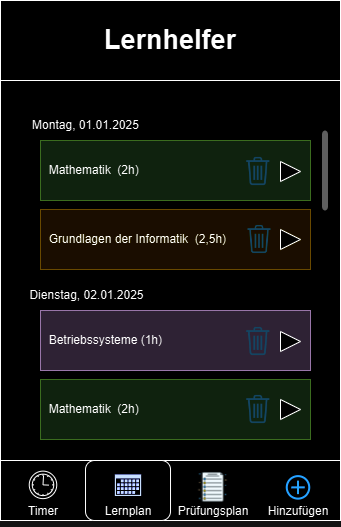 Lernhelfer
Montag, 01.01.2025
Mathematik (2h)
Grundlagen der Informatik (2,5h)
Dienstag, 02.01.2025
Betriebssysteme (1h)
Mathematik (2h)
Timer
Lernplan
Prüfungsplan
Hinzufügen